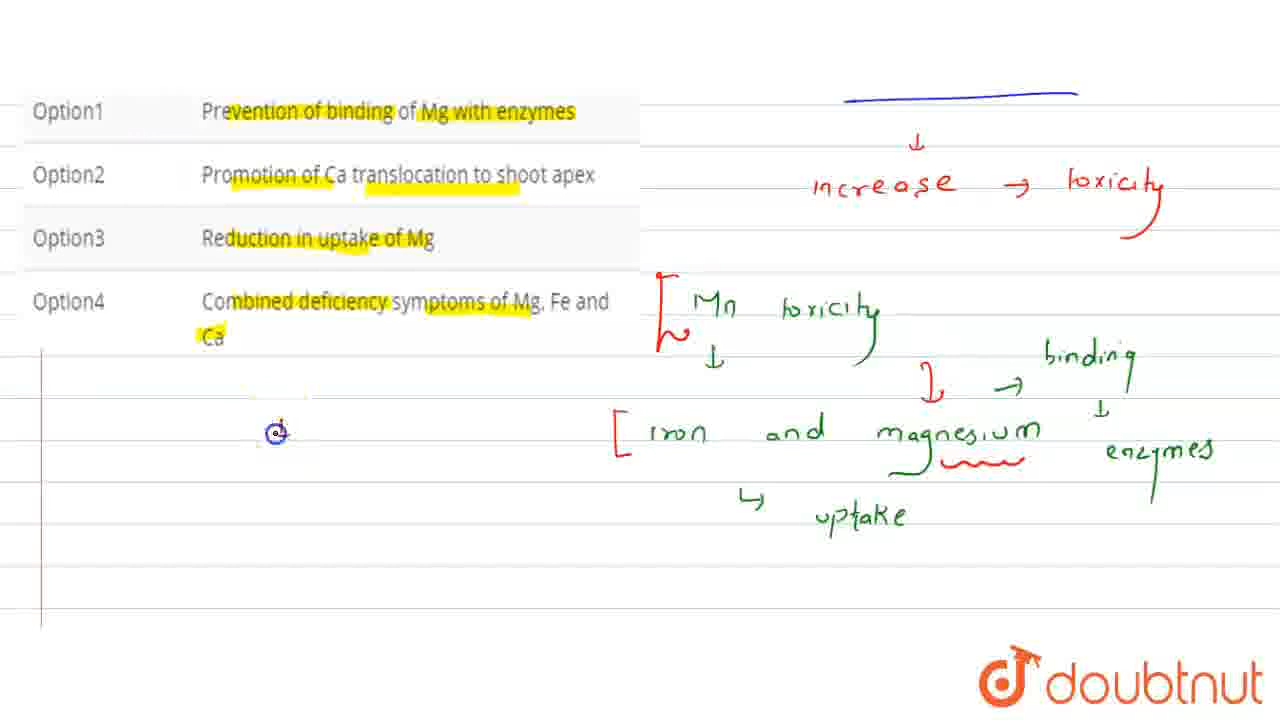 Option1 Prevention of binding of Mg with enzymes
Option2 Promotion of Ca translocation to shoot apex
Option3 Reduction in uptake of Mg
Option4 Combined deficiency symptoms of Mg, Fe and
Ca
increase → toxicity
Mn toxicity
binding
iron and magnesium →
enzymes
uptake
doubtnut